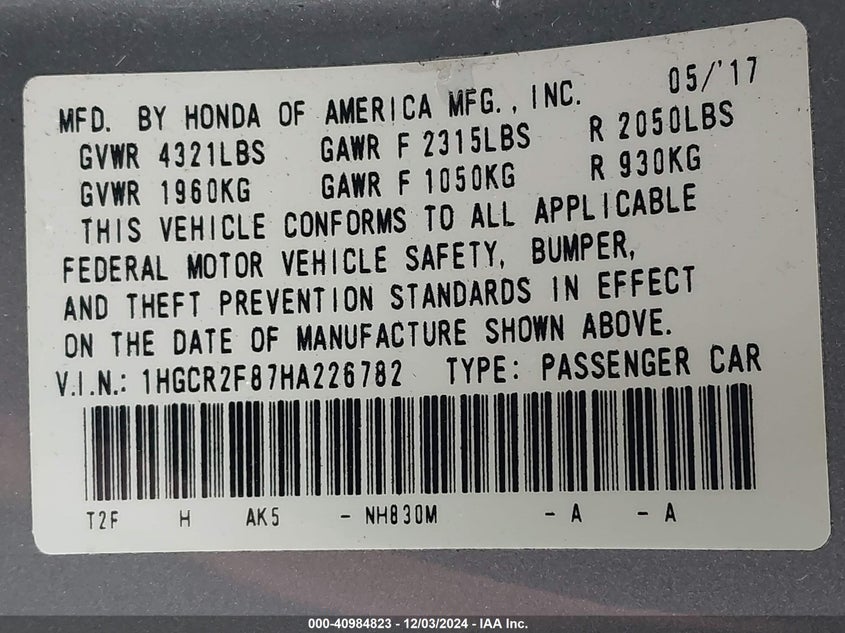 05/'17
MFD. BY HONDA OF AMERICA MFG., INC.
GVWR 4321LBS GAWR F 2315LBS R 2050LBS
GVWR 1960KG GAWR F 1050KG R 930KG
THIS VEHICLE CONFORMS TO ALL APPLICABLE
FEDERAL MOTOR VEHICLE SAFETY, BUMPER,
AND THEFT PREVENTION STANDARDS IN EFFECT
ON THE DATE OF MANUFACTURE SHOWN ABOVE.
V.I.N.: 1HGCR2F87HA226782 TYPE: PASSENGER CAR
T2F H AK5 - NH830M - A - A
000-40984823 - 12/03/2024 - IAA Inc.